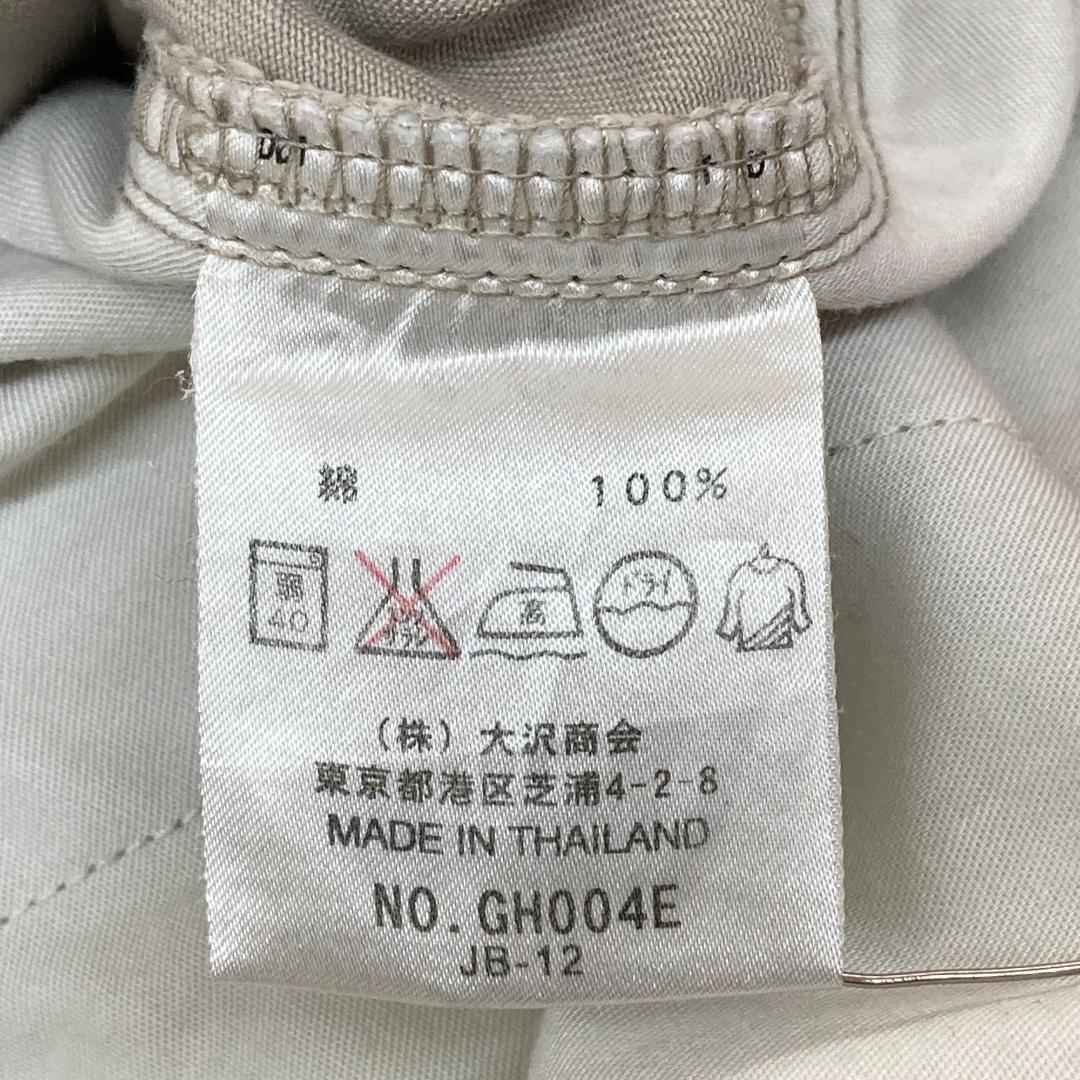 綿 100%
40 高 ドライ
(株) 大沢商会
東京都港区芝浦4-2-8
MADE IN THAILAND
NO. GH004E
JB-12